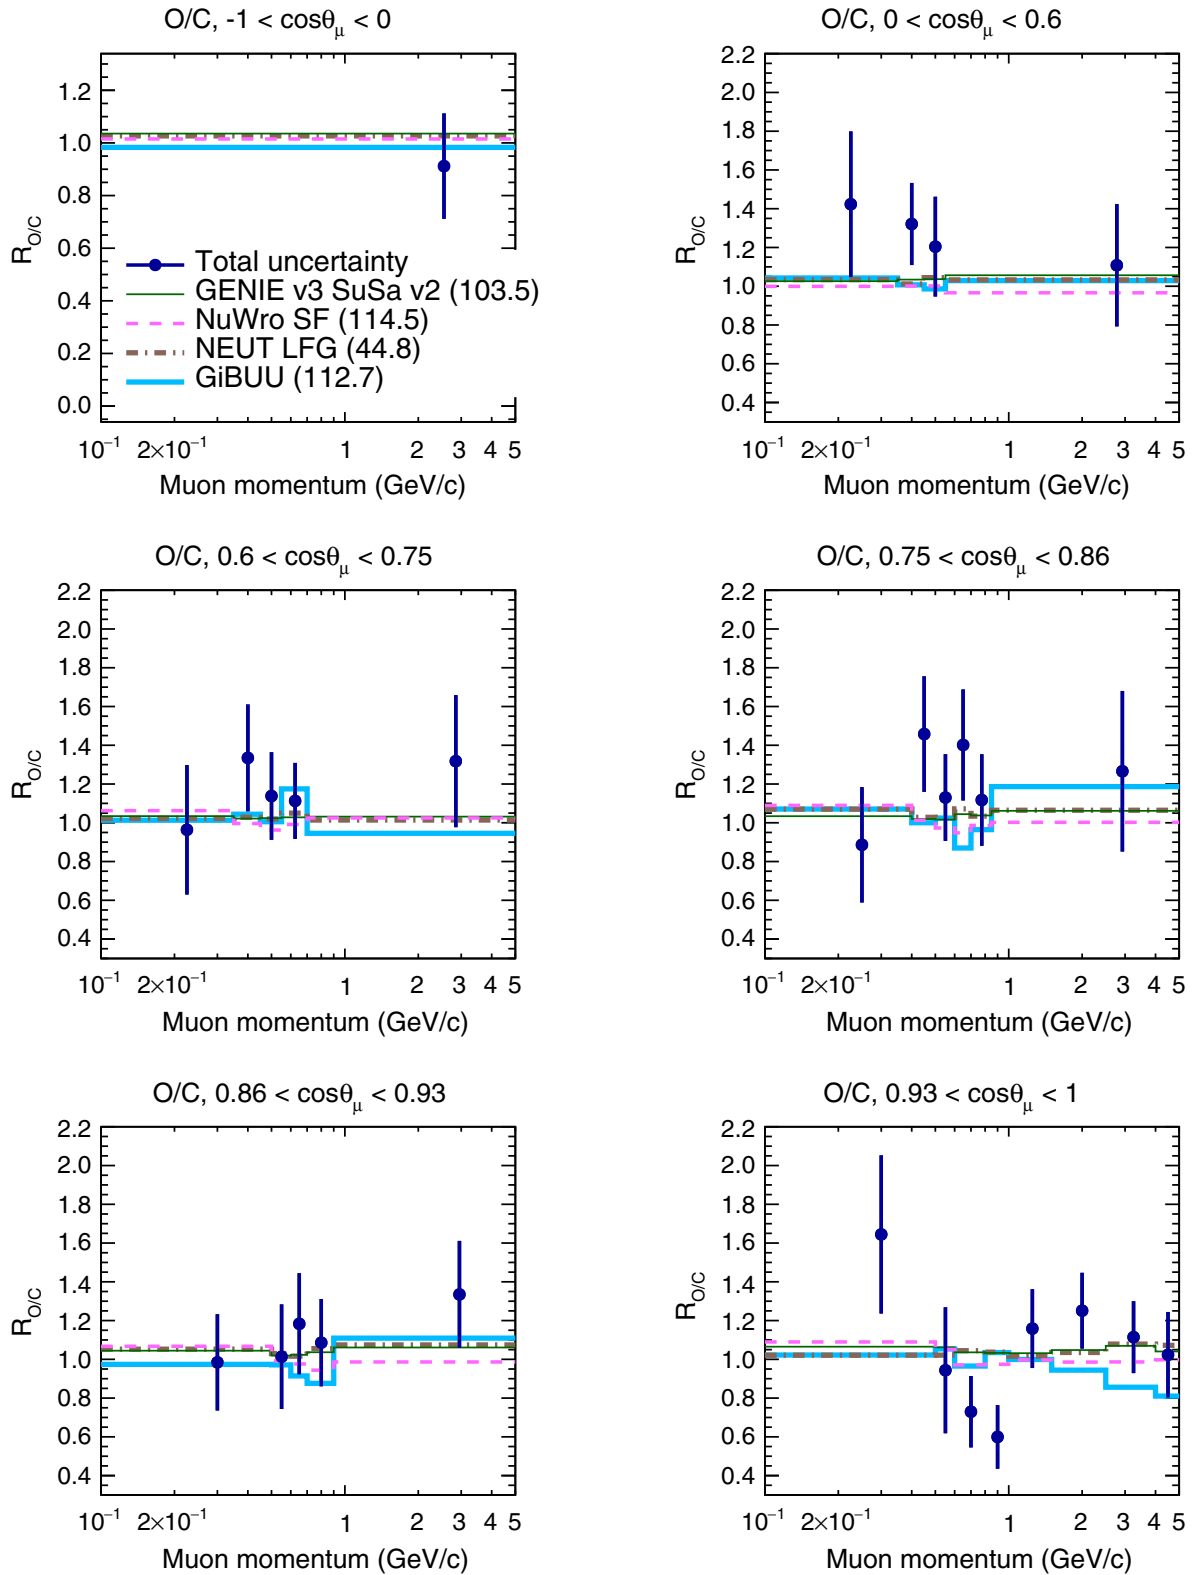 O/C, -1 < cosθμ < 0
R O/C
1.2
1.0
0.8
0.6
0.4
0.2
0.0
Total uncertainty
GENIE v3 SuSa v2 (103.5)
NuWro SF (114.5)
NEUT LFG (44.8)
GiBUU (112.7)
10⁻¹ 2×10⁻¹ 1 2 3 4 5
Muon momentum (GeV/c)
O/C, 0 < cosθμ < 0.6
R O/C
2.2
2.0
1.8
1.6
1.4
1.2
1.0
0.8
0.6
0.4
10⁻¹ 2×10⁻¹ 1 2 3 4 5
Muon momentum (GeV/c)
O/C, 0.6 < cosθμ < 0.75
R O/C
2.2
2.0
1.8
1.6
1.4
1.2
1.0
0.8
0.6
0.4
10⁻¹ 2×10⁻¹ 1 2 3 4 5
Muon momentum (GeV/c)
O/C, 0.75 < cosθμ < 0.86
R O/C
2.2
2.0
1.8
1.6
1.4
1.2
1.0
0.8
0.6
0.4
10⁻¹ 2×10⁻¹ 1 2 3 4 5
Muon momentum (GeV/c)
O/C, 0.86 < cosθμ < 0.93
R O/C
2.2
2.0
1.8
1.6
1.4
1.2
1.0
0.8
0.6
0.4
10⁻¹ 2×10⁻¹ 1 2 3 4 5
Muon momentum (GeV/c)
O/C, 0.93 < cosθμ < 1
R O/C
2.2
2.0
1.8
1.6
1.4
1.2
1.0
0.8
0.6
0.4
10⁻¹ 2×10⁻¹ 1 2 3 4 5
Muon momentum (GeV/c)